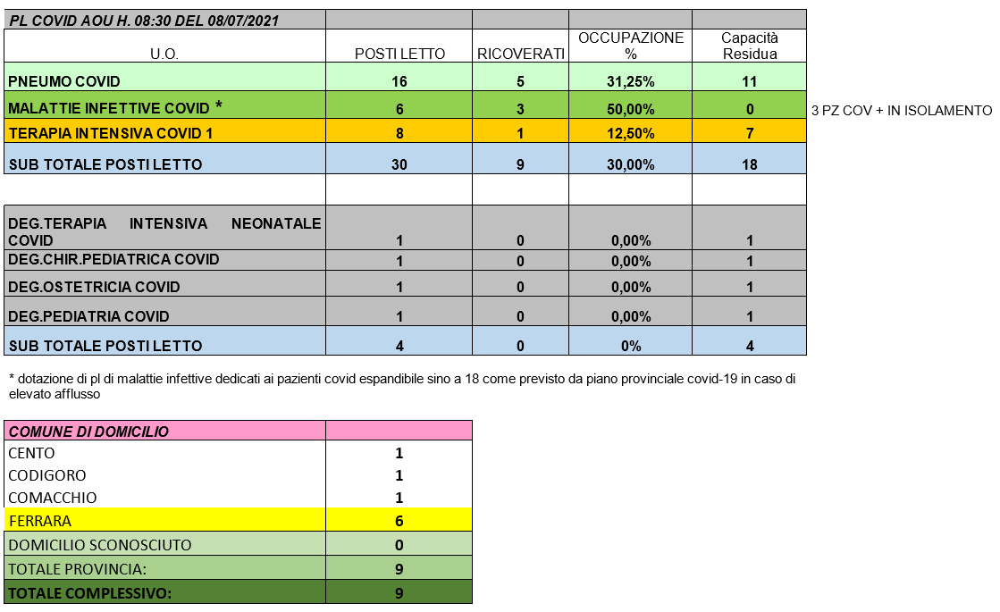 PL COVID AOU H. 08:30 DEL 08/07/2021
U.O. POSTI LETTO RICOVERATI OCCUPAZIONE % Capacità Residua
PNEUMO COVID 16 5 31,25% 11
MALATTIE INFETTIVE COVID * 6 3 50,00% 0 3 PZ COV + IN ISOLAMENTO
TERAPIA INTENSIVA COVID 1 8 1 12,50% 7
SUB TOTALE POSTI LETTO 30 9 30,00% 18
DEG.TERAPIA INTENSIVA NEONATALE
COVID 1 0 0,00% 1
DEG.CHIR.PEDIATRICA COVID 1 0 0,00% 1
DEG.OSTETRICIA COVID 1 0 0,00% 1
DEG.PEDIATRIA COVID 1 0 0,00% 1
SUB TOTALE POSTI LETTO 4 0 0% 4
* dotazione di pl di malattie infettive dedicati ai pazienti covid espandibile sino a 18 come previsto da piano provinciale covid-19 in caso di
elevato afflusso
COMUNE DI DOMICILIO
CENTO 1
CODIGORO 1
COMACCHIO 1
FERRARA 6
DOMICILIO SCONOSCIUTO 0
TOTALE PROVINCIA: 9
TOTALE COMPLESSIVO: 9